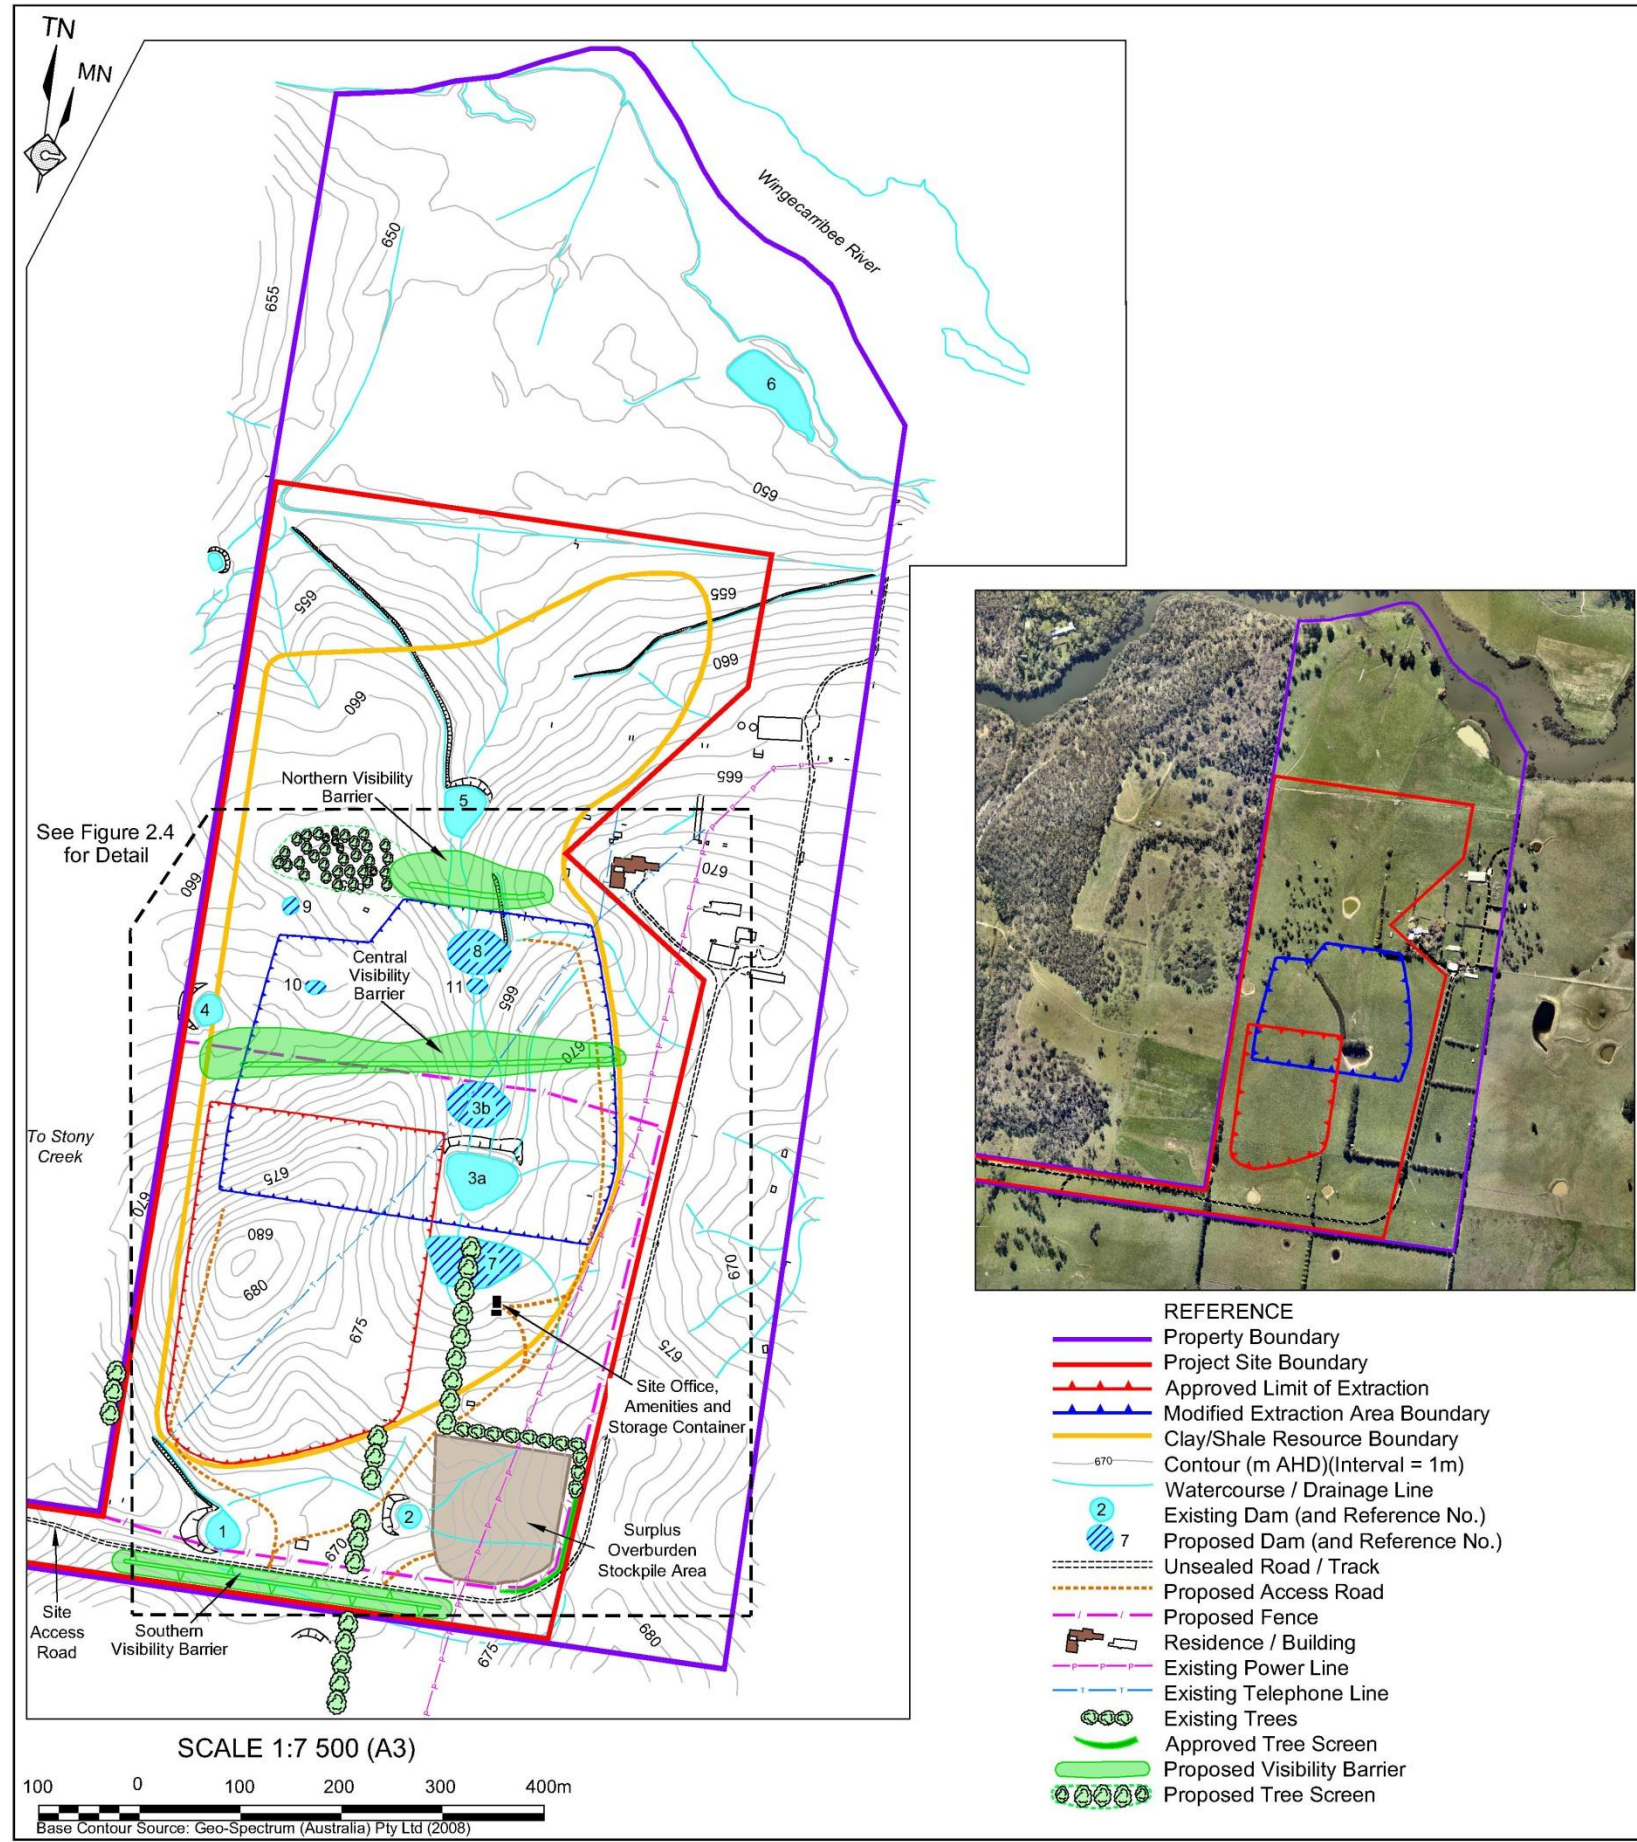 TN
MN
Wingecarribee River
650
655
6
650
655
655
660
660
Northern Visibility
Barrier
665
5
See Figure 2.4
for Detail
670
660
9
8
Central
Visibility
Barrier
10
11
665
4
670
3b
To Stony
Creek
3a
675
670
680
7
670
680
675
675
Site Office,
Amenities and
Storage Container
2
1
Surplus
Overburden
Stockpile Area
670
Site
Access
Road
Southern
Visibility Barrier
675
680
SCALE 1:7 500 (A3)
100 0 100 200 300 400m
Base Contour Source: Geo-Spectrum (Australia) Pty Ltd (2008)
REFERENCE
Property Boundary
Project Site Boundary
Approved Limit of Extraction
Modified Extraction Area Boundary
Clay/Shale Resource Boundary
670 Contour (m AHD)(Interval = 1m)
Watercourse / Drainage Line
2 Existing Dam (and Reference No.)
7 Proposed Dam (and Reference No.)
Unsealed Road / Track
Proposed Access Road
Proposed Fence
Residence / Building
P P P Existing Power Line
T T Existing Telephone Line
Existing Trees
Approved Tree Screen
Proposed Visibility Barrier
Proposed Tree Screen